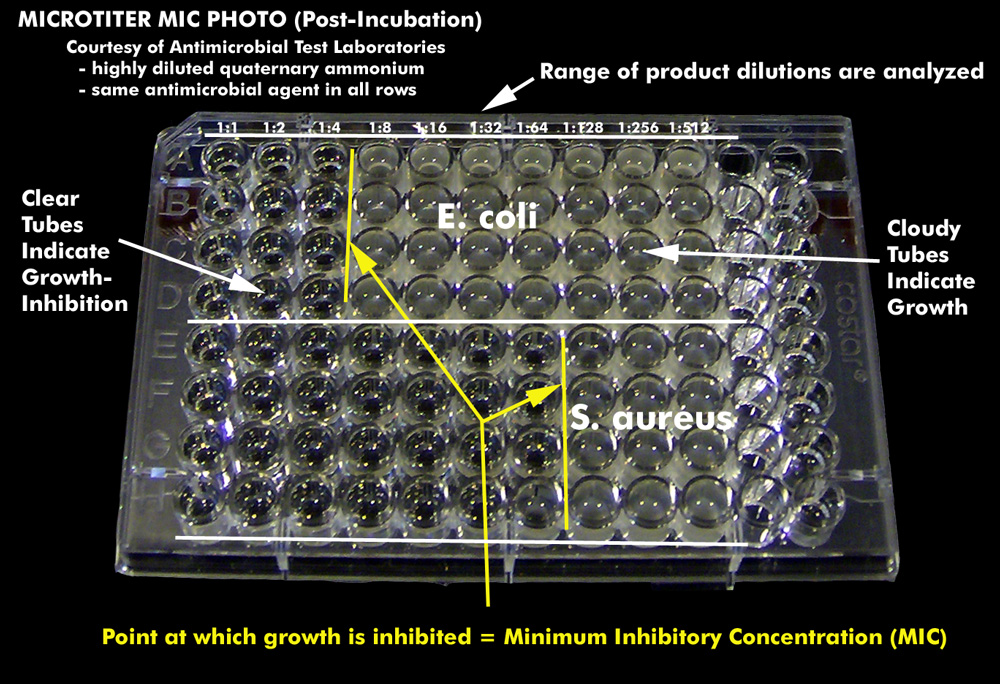 MICROTITER MIC PHOTO (Post-Incubation)
Courtesy of Antimicrobial Test Laboratories
- highly diluted quaternary ammonium
- same antimicrobial agent in all rows
Range of product dilutions are analyzed
1:1 1:2 1:4 1:8 1:16 1:32 1:64 1:128 1:256 1:512
A
B
C
D
E
F
G
H
Clear
Tubes
Indicate
Growth-
Inhibition
E. coli
Cloudy
Tubes
Indicate
Growth
COSTAR ®
S. aureus
Point at which growth is inhibited = Minimum Inhibitory Concentration (MIC)